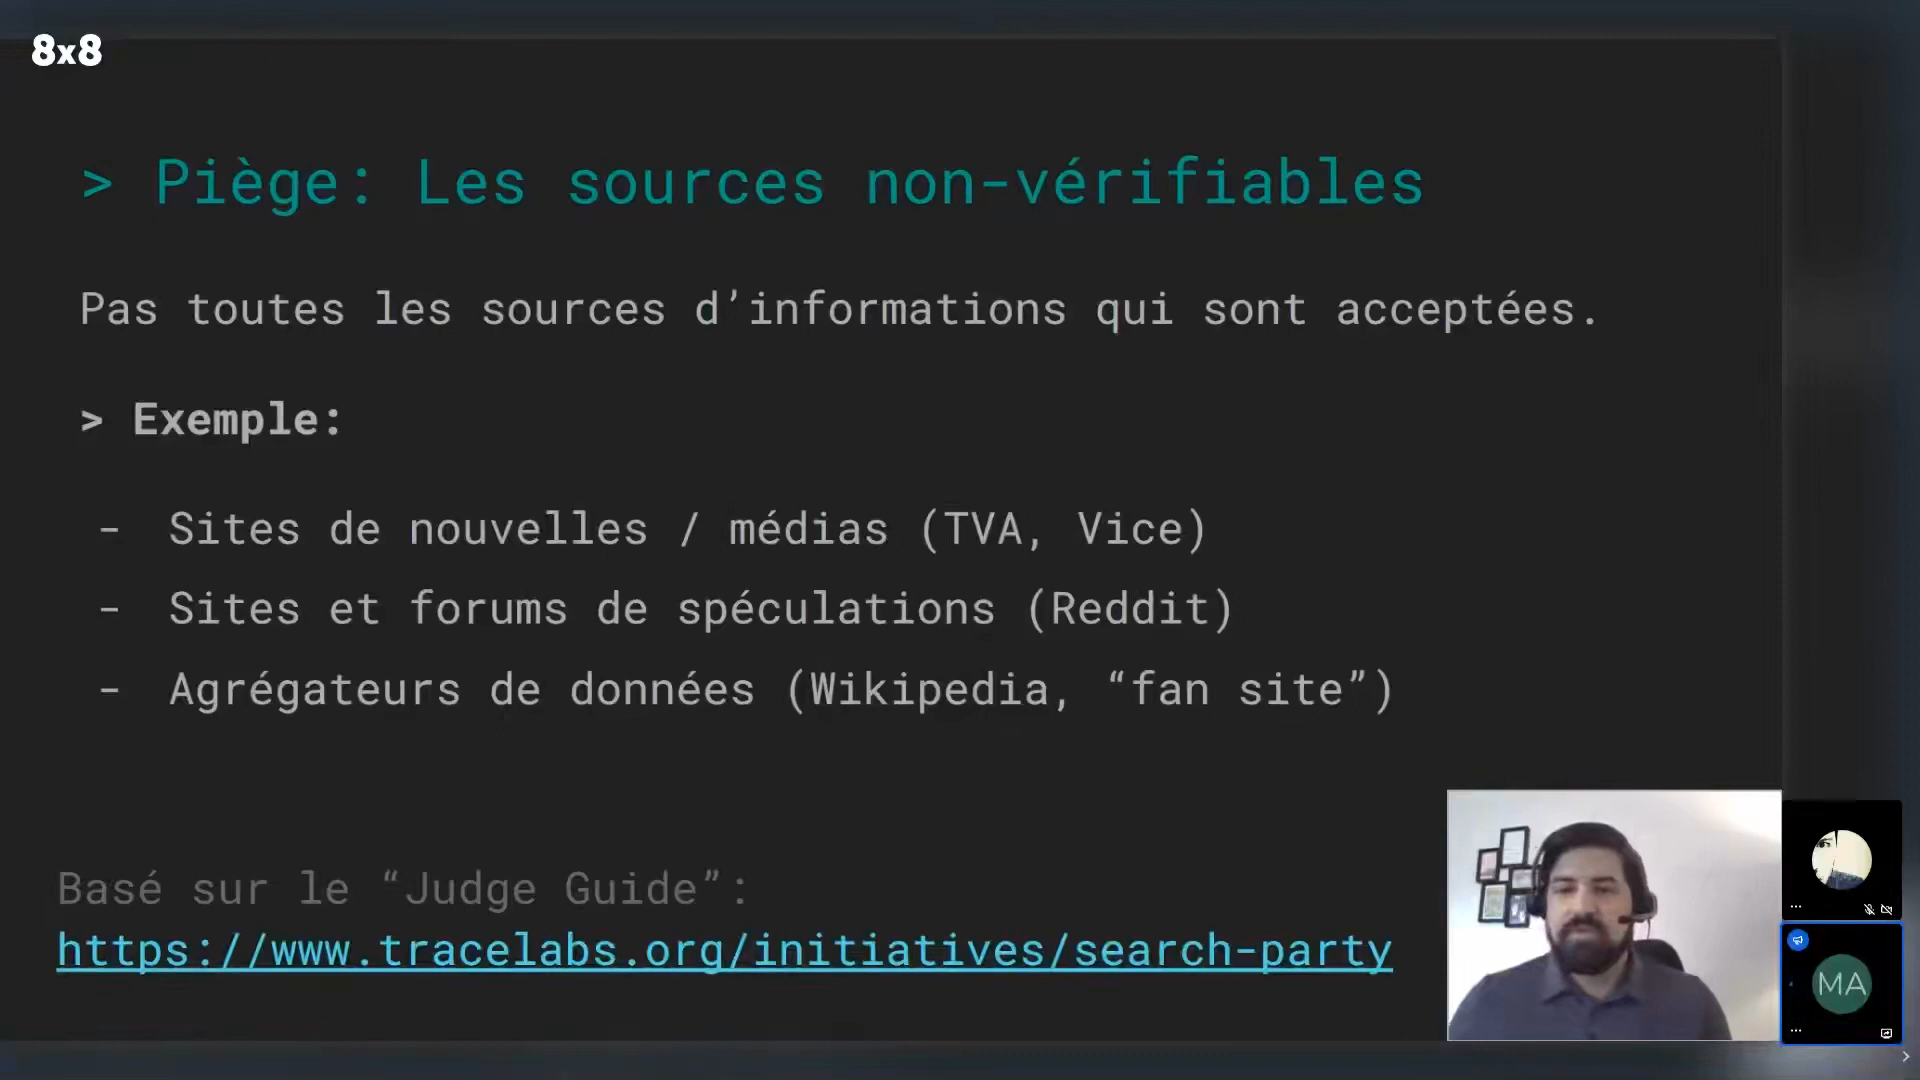 8x8
> Piège: Les sources non-vérifiables
Pas toutes les sources d’informations qui sont acceptées.
> Exemple:
- Sites de nouvelles / médias (TVA, Vice)
- Sites et forums de spéculations (Reddit)
- Agrégateurs de données (Wikipedia, “fan site”)
Basé sur le “Judge Guide”:
https://www.tracelabs.org/initiatives/search-party
MA